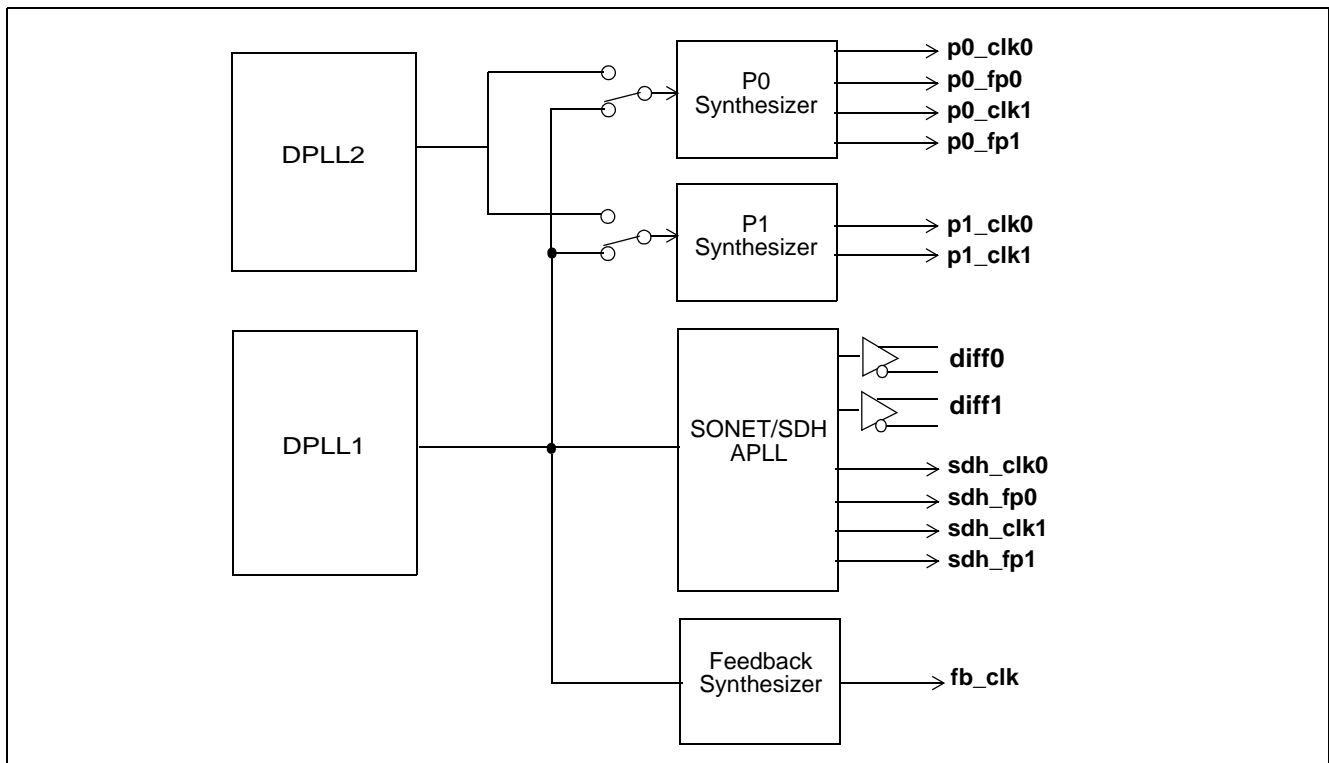 DPLL2
P0
Synthesizer
p0_clk0
p0_fp0
p0_clk1
p0_fp1
P1
Synthesizer
p1_clk0
p1_clk1
DPLL1
SONET/SDH
APLL
diff0
diff1
sdh_clk0
sdh_fp0
sdh_clk1
sdh_fp1
Feedback
Synthesizer
fb_clk